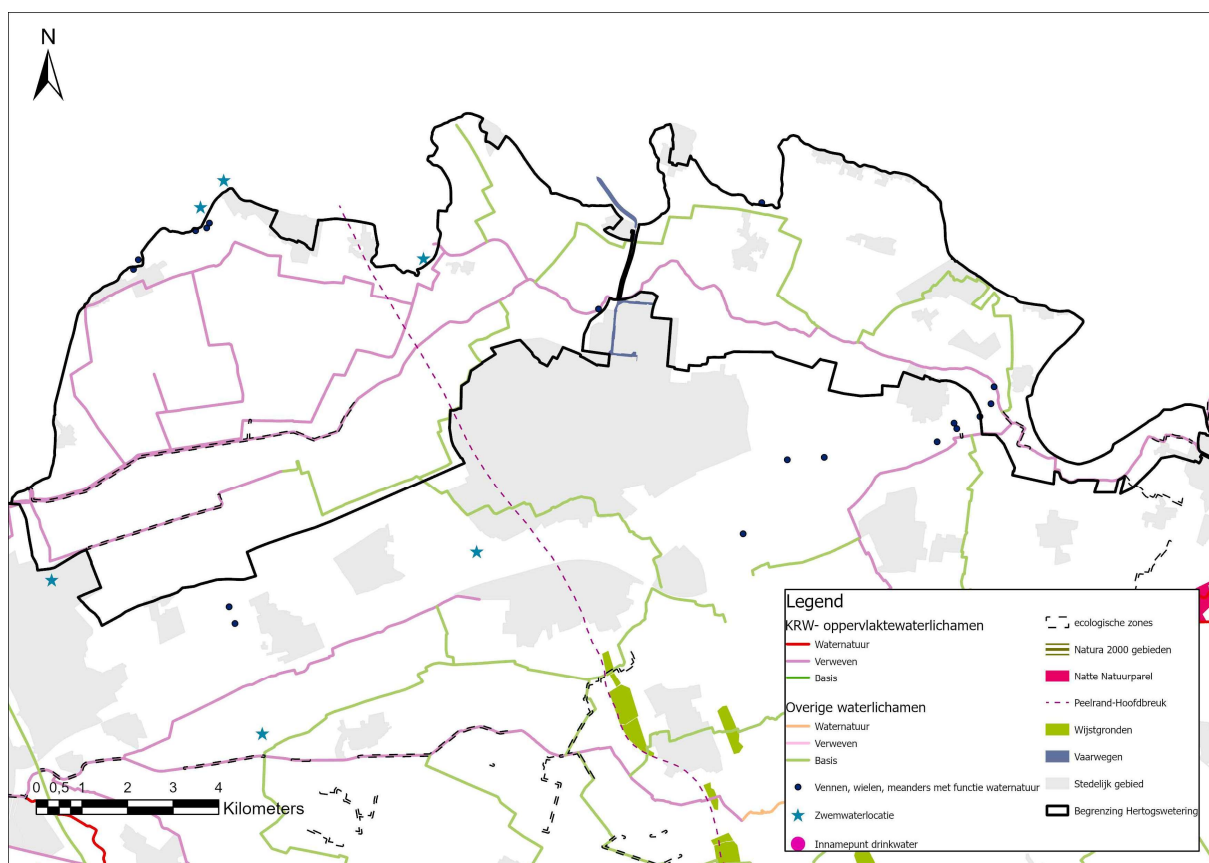 N
0 0,5 1 2 3 4
Kilometers
Legend
KRW- oppervlaktewaterlichamen
Waternatuur
Verweven
Basis
Overige waterlichamen
Waternatuur
Verweven
Basis
Vennen, wielen, meanders met functie waternatuur
Zwemwaterlocatie
Innamepunt drinkwater
ecologische zones
Natura 2000 gebieden
Natte Natuurparel
Peelrand-Hoofdbreuk
Wijstgronden
Vaarwegen
Stedelijk gebied
Begrenzing Hertogswetering